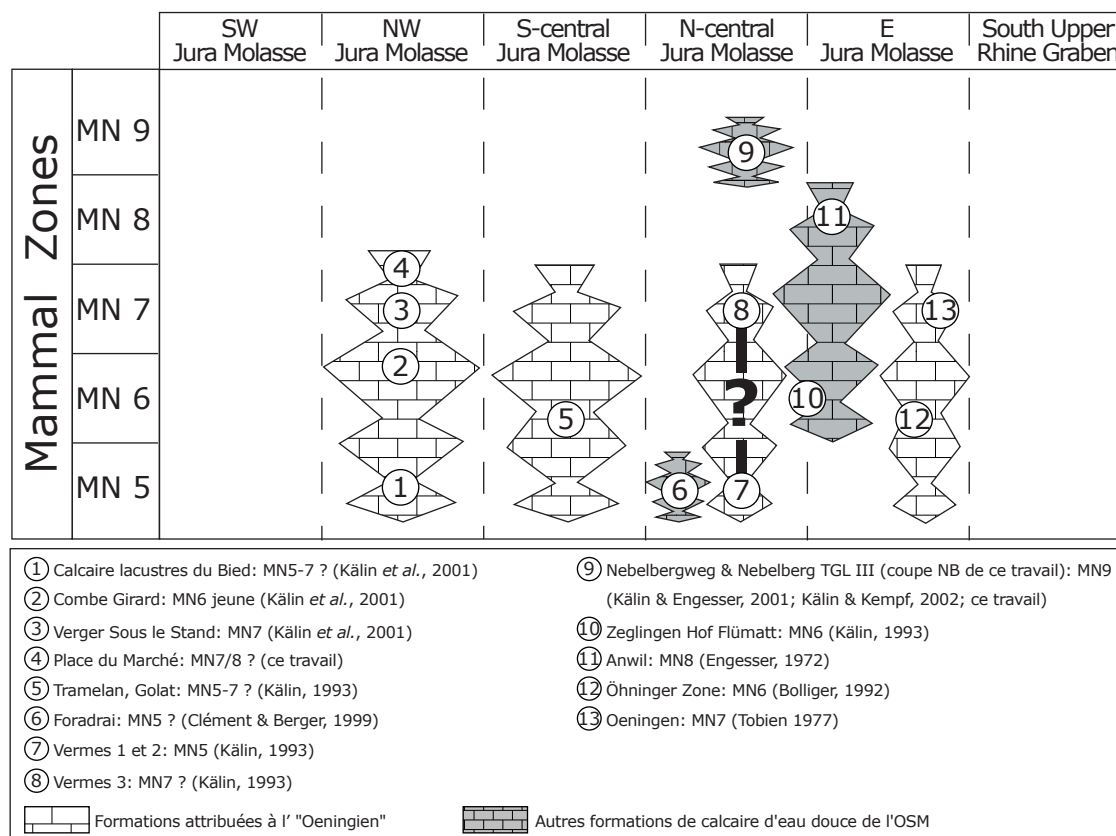 SW
Jura Molasse
NW
Jura Molasse
S-central
Jura Molasse
N-central
Jura Molasse
E
Jura Molasse
South Upper
Rhine Graben
Mammal Zones
MN 9
MN 8
MN 7
MN 6
MN 5
9
11
4
3
8
13
2
?
10
5
12
1
6
7
1 Calcaire lacustres du Bied: MN5-7 ? (Kälin et al., 2001)
2 Combe Girard: MN6 jeune (Kälin et al., 2001)
3 Verger Sous le Stand: MN7 (Kälin et al., 2001)
4 Place du Marché: MN7/8 ? (ce travail)
5 Tramelan, Golat: MN5-7 ? (Kälin, 1993)
6 Foradrai: MN5 ? (Clément & Berger, 1999)
7 Vermes 1 et 2: MN5 (Kälin, 1993)
8 Vermes 3: MN7 ? (Kälin, 1993)
9 Nebelbergweg & Nebelberg TGL III (coupe NB de ce travail): MN9
(Kälin & Engesser, 2001; Kälin & Kempf, 2002; ce travail)
10 Zeglingen Hof Flümatt: MN6 (Kälin, 1993)
11 Anwil: MN8 (Engesser, 1972)
12 Öhninger Zone: MN6 (Bolliger, 1992)
13 Oeningen: MN7 (Tobien 1977)
Formations attribuées à l' "Oeningien"
Autres formations de calcaire d'eau douce de l'OSM